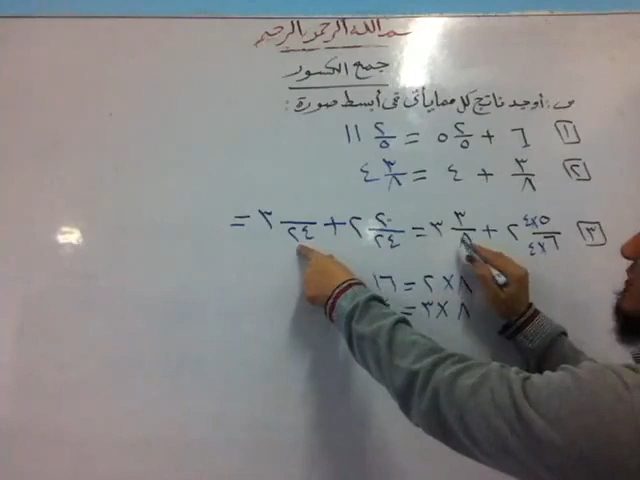 بسم الله الرحمن الرحيم
جمع الكسور
س: أوجد ناتج كل مما يأتي في أبسط صورة:
[١] ٦ + ٥ ٢/٥ = ١١ ٢/٥
[٢] ٣/٨ + ٤ = ٤ ٣/٨
[٣] ٢ ٥×٤/٦×٤ + ٣ ٣/٨ = ٢ ٢٠/٢٤ + ٣ /٢٤ =
٨ × ٢ = ١٦
٨ × ٣ =